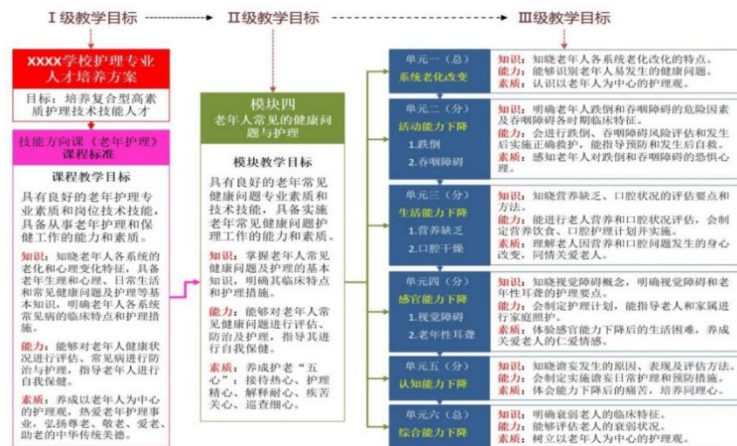 Ⅰ级教学目标
Ⅱ级教学目标
Ⅲ级教学目标
XXXX学校护理专业
人才培养方案
目标：培养复合型高素
质护理技术技能人才
技能方向课《老年护理》
课程标准
课程教学目标
具有良好的老年护理专
业素质和岗位技术技能，
具备从事老年护理和保
健工作的能力和素质。
知识：知晓老年人各系统的
老化和心理变化特征，具备
老年生理和心理、日常生活
和常见健康问题及护理等基
本知识，明确老年人各系统
常见病的临床特点和护理措
施。
能力：能够对老年人健康状
况进行评估、常见病进行防
治与护理，指导老年人进行
自我保健。
素质：养成以老年人为中心
的护理观，热爱老年护理事
业，弘扬尊老、敬老、爱老、
助老的中华传统美德。
模块四
老年人常见的健康问
题与护理
模块教学目标
具有良好的老年常见
健康问题专业素质和
技术技能，具备实施
老年常见健康问题护
理工作的能力和素质。
知识：掌握老年人常见
健康问题及护理的基本
知识，明确其临床特点
和护理措施。
能力：能够对老年人常
见健康问题进行评估、
防治及护理，指导其进
行自我保健。
素质：养成护老“五
心”：接待热心、护理
精心、解释耐心、疾苦
关心、巡查细心。
单元一（总）
系统老化改变
知识：知晓老年人各系统老化改化的特点。
能力：能够识别老年人易发生的健康问题。
素质：认识以老年人为中心的护理观。
单元二（分）
活动能力下降
1.跌倒
2.吞咽障碍
知识：明确老年人跌倒和吞咽障碍的危险因素
及吞咽障碍各时期临床特征。
能力：会进行跌倒、吞咽障碍风险评估和发生
后实施正确救护，能指导预防和发生后自救。
素质：感知老年人对跌倒和吞咽障碍的恐惧心
理。
单元三（分）
生活能力下降
1.营养缺乏
2.口腔干燥
知识：知晓营养缺乏、口腔状况的评估要点和
方法。
能力：能进行老人营养和口腔状况评估，会制
定营养饮食、口腔护理计划并实施。
素质：理解老人因营养和口腔问题发生的身心
改变，同情关爱老人。
单元四（分）
感官能力下降
1.视觉障碍
2.老年性耳聋
知识：知晓视觉障碍概念，明确视觉障碍和老
年性耳聋的护理要点。
能力：会制定护理计划，能指导老人和家属进
行家庭照护。
素质：体验感官能力下降后的生活困难，养成
关爱老人的仁爱情感。
单元五（分）
认知能力下降
知识：知晓谵妄发生的原因、表现及评估方法。
能力：会制定实施谵妄日常护理和预防措施。
素质：体会能力下降后的痛苦，培养同理心。
单元六（总）
综合能力下降
知识：明确衰弱老人的临床特征。
能力：能够评估老人的衰弱状况。
素质：树立以老年人为中心的护理观。